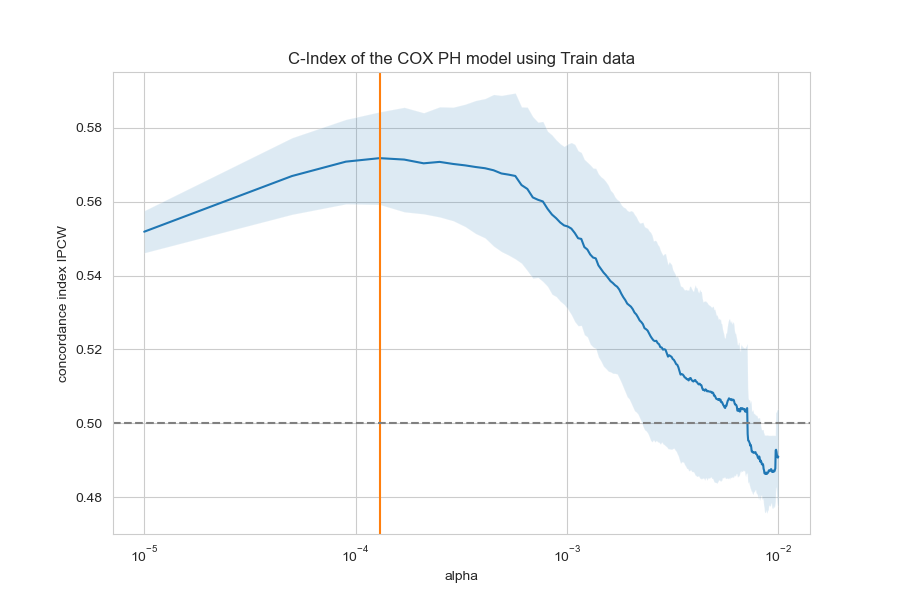 C-Index of the COX PH model using Train data
concordance index IPCW
0.58
0.56
0.54
0.52
0.50
0.48
10⁻⁵ 10⁻⁴ 10⁻³ 10⁻²
alpha